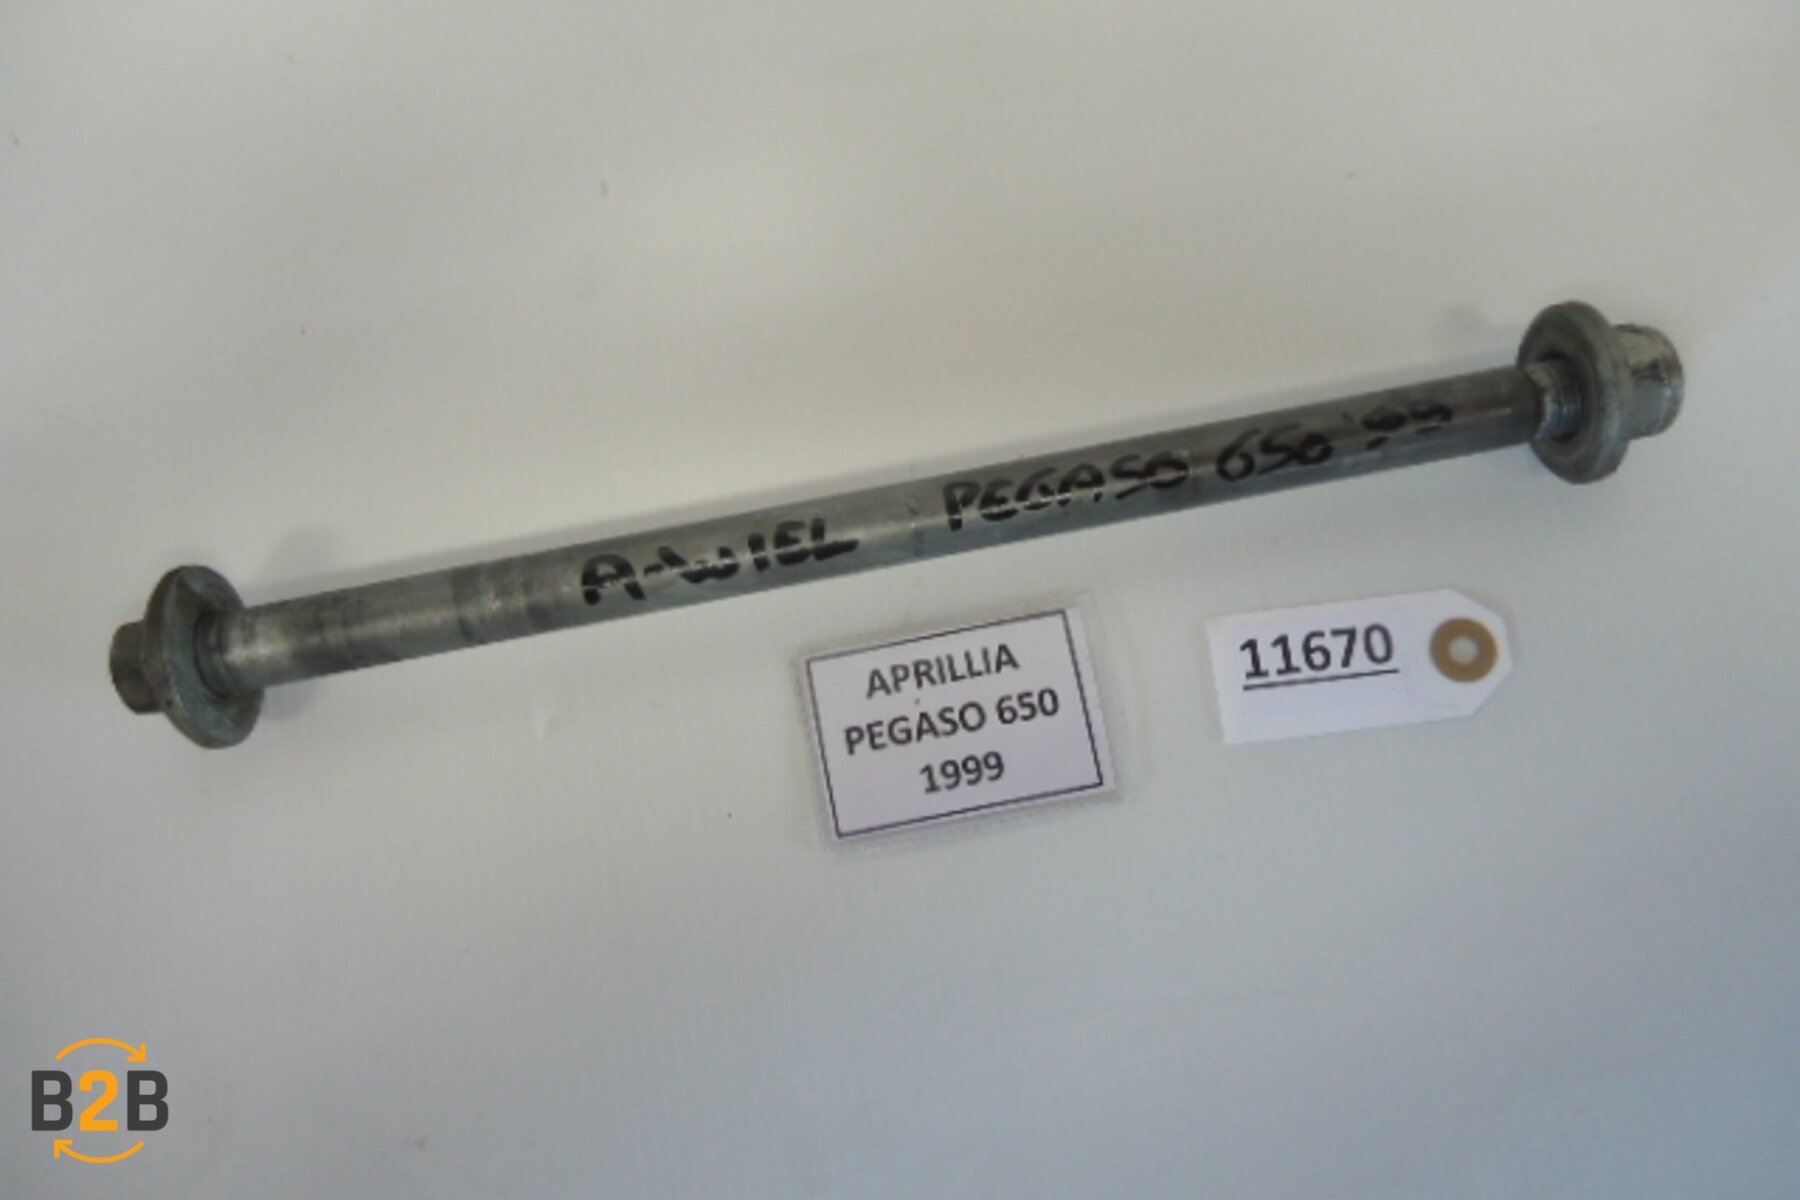 A-WIEL PEGASO 650 '99
APRILLIA
PEGASO 650
1999
11670
B2B